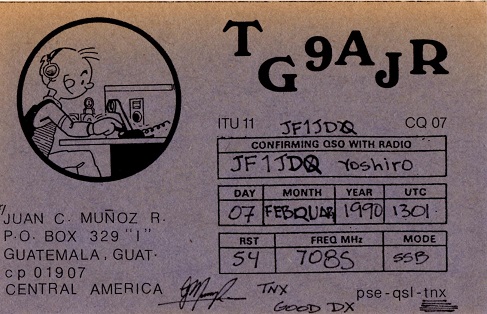 TG9AJR
ITU 11 JF1JDQ CQ 07
CONFIRMING QSO WITH RADIO
JF1JDQ Yoshiro
DAY MONTH YEAR UTC
07 FEBRUAR 1990 1301
RST FREQ MHz MODE
54 7085 SSB
JUAN C. MUÑOZ R.
P.O. BOX 329 "I"
GUATEMALA, GUAT.
cp 01907
CENTRAL AMERICA
TNX
GOOD DX
pse-qsl-tnx